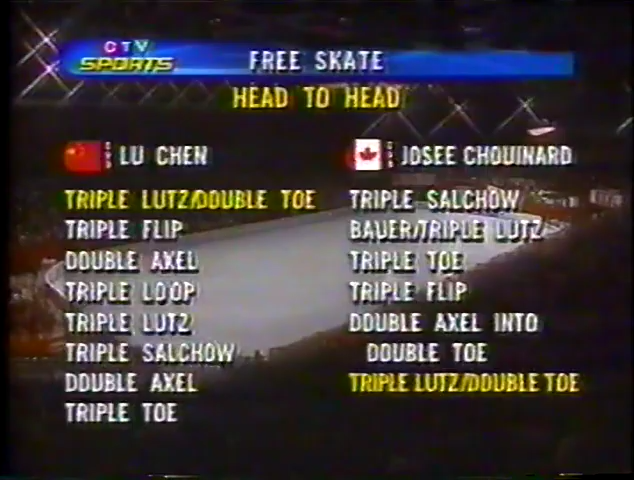 CTV
SPORTS
FREE SKATE
HEAD TO HEAD
LU CHEN
TRIPLE LUTZ/DOUBLE TOE
TRIPLE FLIP
DOUBLE AXEL
TRIPLE LOOP
TRIPLE LUTZ
TRIPLE SALCHOW
DOUBLE AXEL
TRIPLE TOE
JOSEE CHOUINARD
TRIPLE SALCHOW
BAUER/TRIPLE LUTZ
TRIPLE TOE
TRIPLE FLIP
DOUBLE AXEL INTO
DOUBLE TOE
TRIPLE LUTZ/DOUBLE TOE